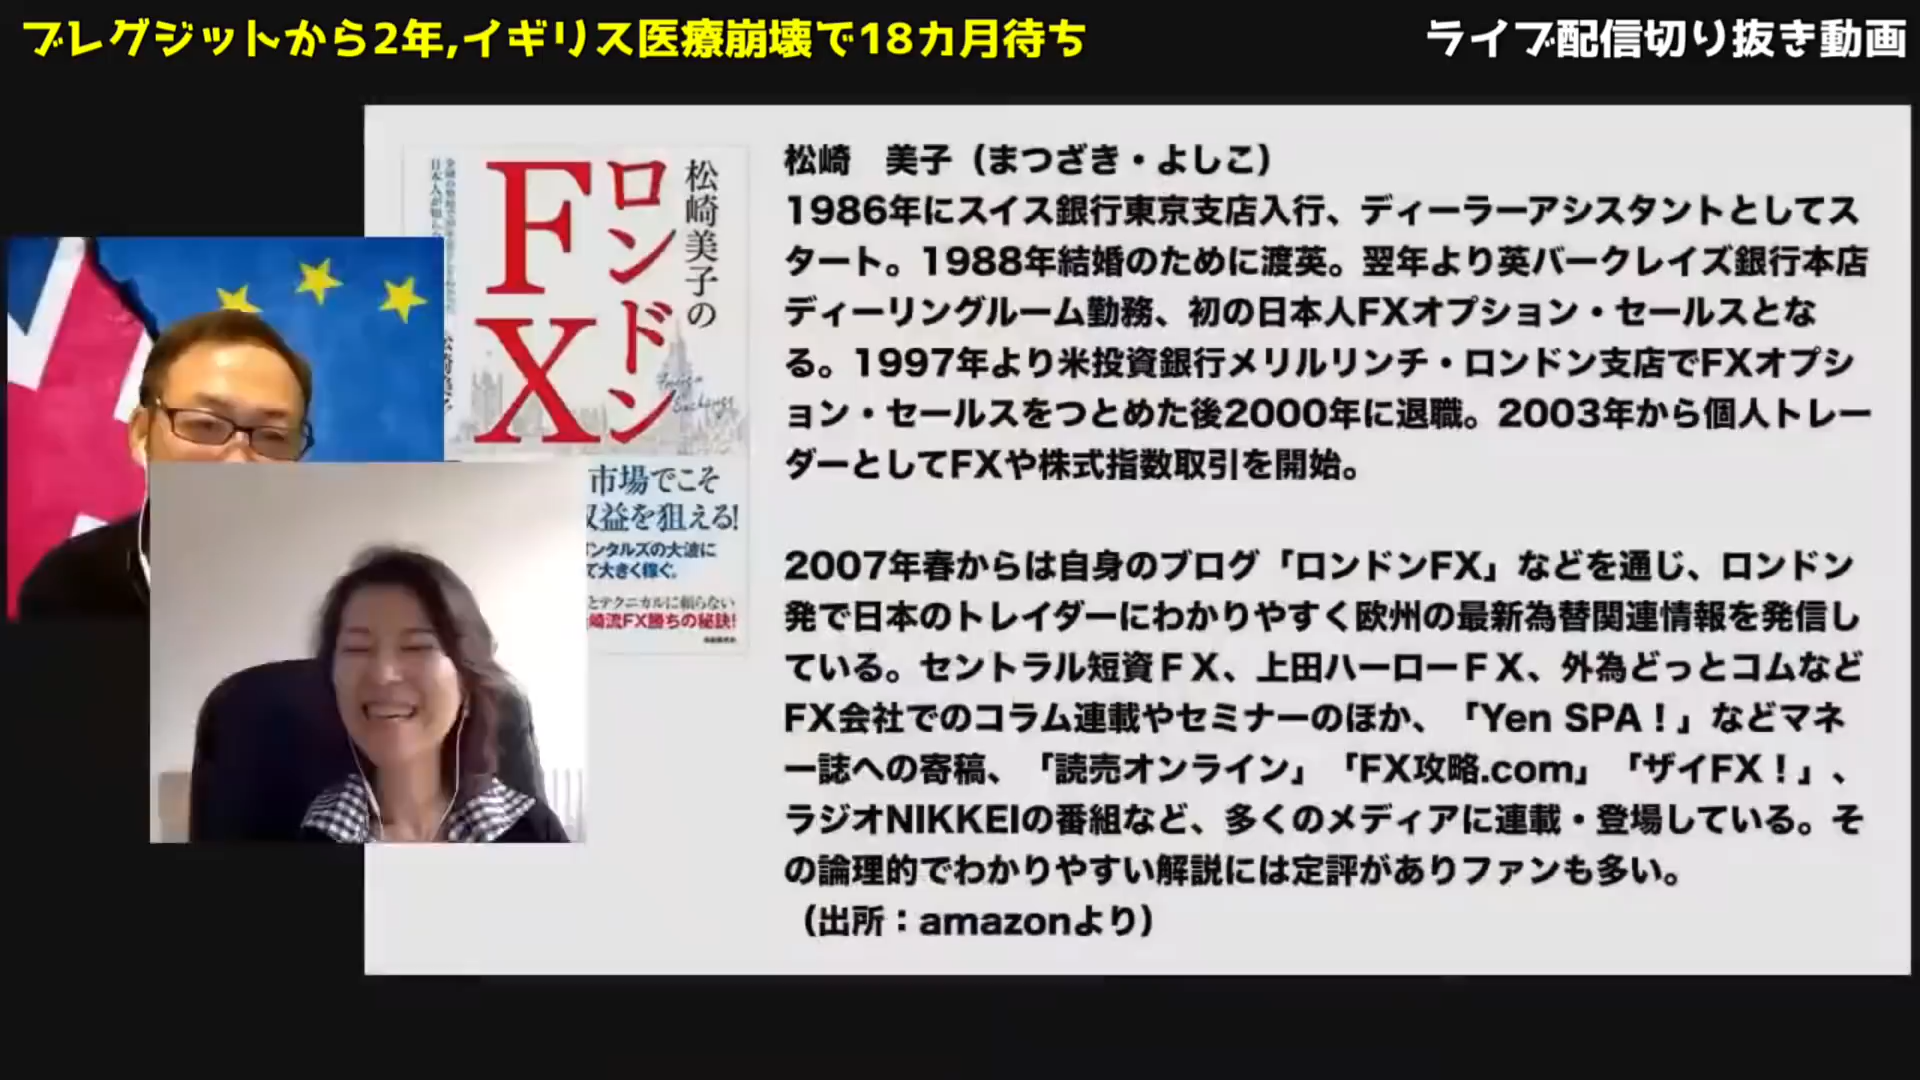 ブレグジットから2年,イギリス医療崩壊で18カ月待ち
ライブ配信切り抜き動画
松崎美子の
ロンドン
FX
市場でこそ
収益を狙える!
ンタルズの大波に
て大きく稼ぐ。
とテクニカルに頼らない
崎流FX勝ちの秘訣!
松崎　美子（まつざき・よしこ）
1986年にスイス銀行東京支店入行、ディーラーアシスタントとしてス
タート。1988年結婚のために渡英。翌年より英バークレイズ銀行本店
ディーリングルーム勤務、初の日本人FXオプション・セールスとな
る。1997年より米投資銀行メリルリンチ・ロンドン支店でFXオプシ
ョン・セールスをつとめた後2000年に退職。2003年から個人トレー
ダーとしてFXや株式指数取引を開始。
2007年春からは自身のブログ「ロンドンFX」などを通じ、ロンドン
発で日本のトレイダーにわかりやすく欧州の最新為替関連情報を発信し
ている。セントラル短資ＦＸ、上田ハーローＦＸ、外為どっとコムなど
FX会社でのコラム連載やセミナーのほか、「Yen SPA！」などマネ
ー誌への寄稿、「読売オンライン」「FX攻略.com」「ザイFX！」、
ラジオNIKKEIの番組など、多くのメディアに連載・登場している。そ
の論理的でわかりやすい解説には定評がありファンも多い。
（出所：amazonより）